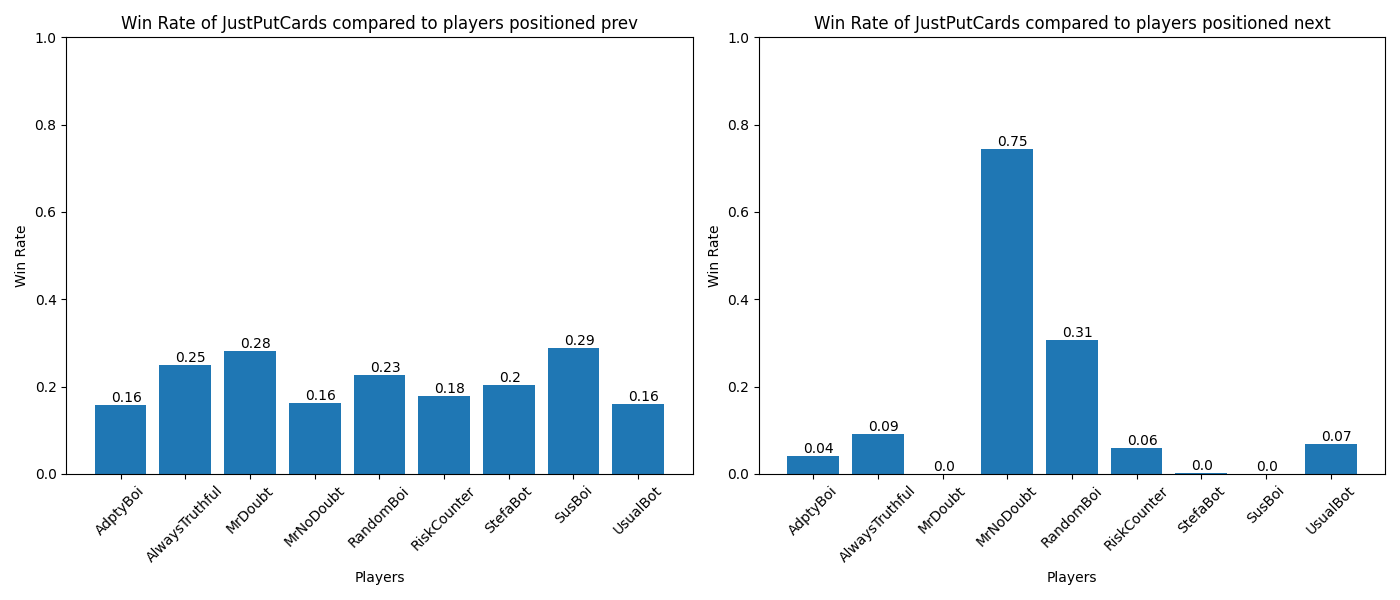 Win Rate of JustPutCards compared to players positioned prev
1.0
0.8
0.6
0.4
0.2
0.0
Win Rate
0.16
0.25
0.28
0.16
0.23
0.18
0.2
0.29
0.16
AdptyBoi
AlwaysTruthful
MrDoubt
MrNoDoubt
RandomBoi
RiskCounter
StefaBot
SusBoi
UsualBot
Players
Win Rate of JustPutCards compared to players positioned next
1.0
0.8
0.6
0.4
0.2
0.0
Win Rate
0.04
0.09
0.0
0.75
0.31
0.06
0.0
0.0
0.07
AdptyBoi
AlwaysTruthful
MrDoubt
MrNoDoubt
RandomBoi
RiskCounter
StefaBot
SusBoi
UsualBot
Players